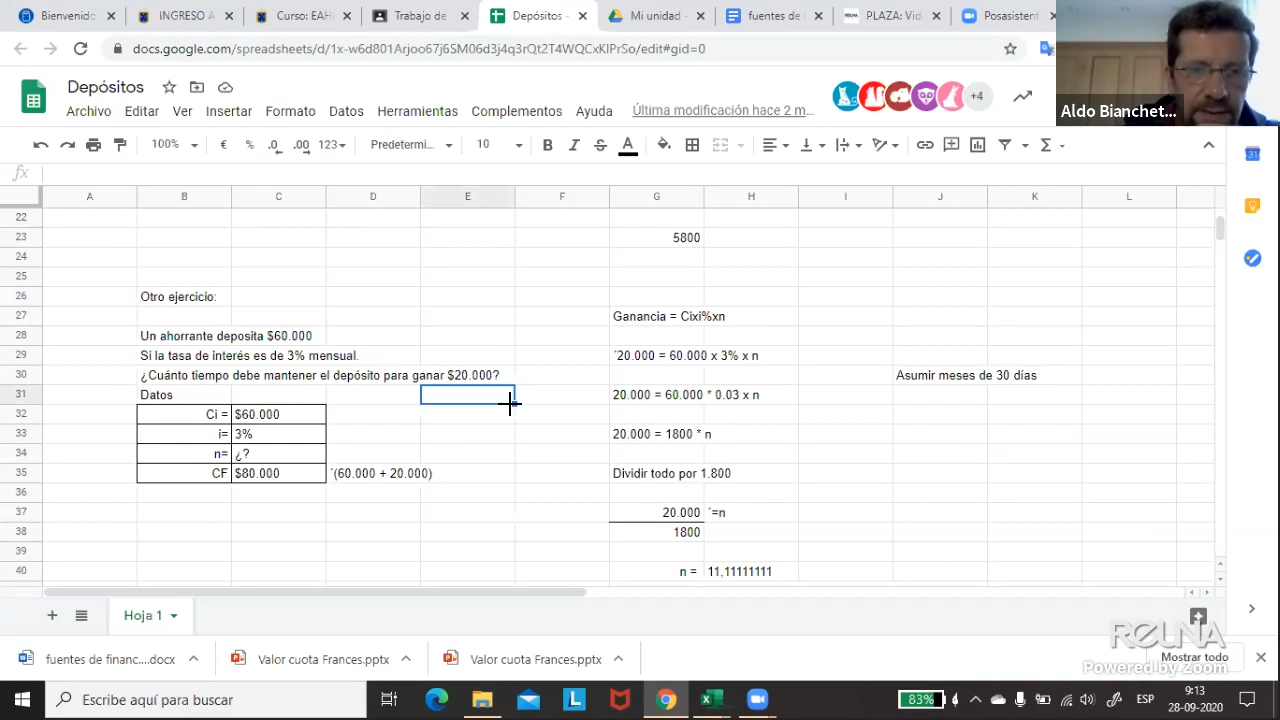 Bienvenido
INGRESO A
Curso: EAH
Trabajo de
Depósitos -
Mi unidad -
fuentes de
PLAZA: Vid
Posasistent
docs.google.com/spreadsheets/d/1x-w6d801Arjoo67j6SM06d3j4q3rQt2T4WQCxKIPrSo/edit#gid=0
Depósitos
Archivo Editar Ver Insertar Formato Datos Herramientas Complementos Ayuda Última modificación hace 2 m...
+4
Aldo Bianchet...
100% € % .0 .00 123 Predetermi... 10 B I S A
fx
A B C D E F G H I J K L
22
23 5800
24
25
26 Otro ejercicio:
27 Ganancia = Cixi%xn
28 Un ahorrante deposita $60.000
29 Si la tasa de interés es de 3% mensual. ´20.000 = 60.000 x 3% x n
30 ¿Cuánto tiempo debe mantener el depósito para ganar $20.000? Asumir meses de 30 días
31 Datos 20.000 = 60.000 * 0.03 x n
32 Ci = $60.000
33 i= 3% 20.000 = 1800 * n
34 n= ¿?
35 CF $80.000 ´(60.000 + 20.000) Dividir todo por 1.800
36
37 20.000 ´=n
38 1800
39
40 n = 11,11111111
Hoja 1
REUNA
Powered by Zoom
fuentes de financ....docx
Valor cuota Frances.pptx
Valor cuota Frances.pptx
Mostrar todo
Escribe aquí para buscar
83%
ESP
9:13
28-09-2020